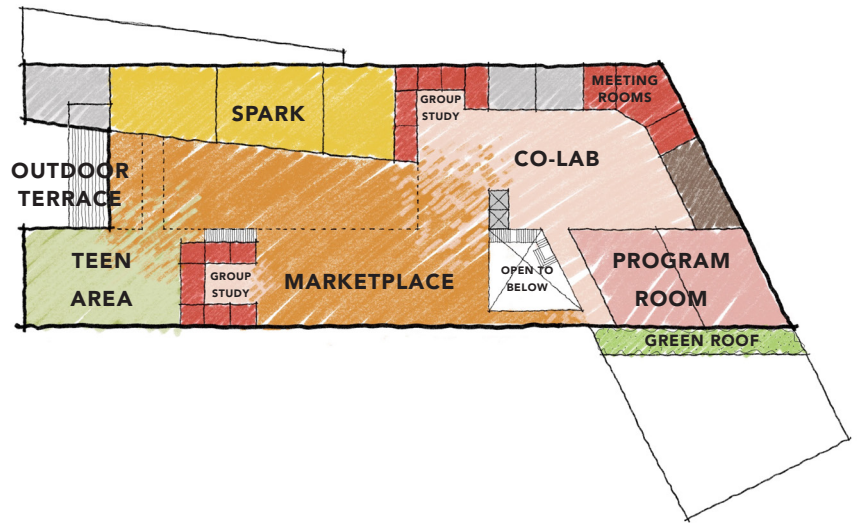 MEETING
ROOMS
GROUP
STUDY
SPARK
CO-LAB
OUTDOOR
TERRACE
TEEN
AREA
GROUP
STUDY
MARKETPLACE
OPEN TO
BELOW
PROGRAM
ROOM
GREEN ROOF